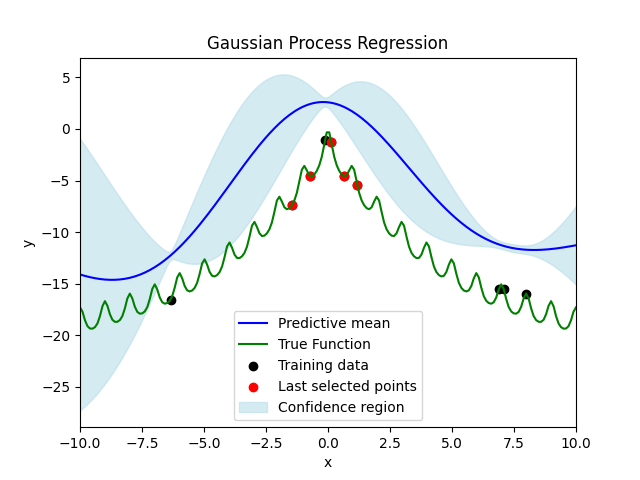 Gaussian Process Regression
5
0
−5
−10
−15
−20
−25
y
Predictive mean
True Function
Training data
Last selected points
Confidence region
−10.0 −7.5 −5.0 −2.5 0.0 2.5 5.0 7.5 10.0
x